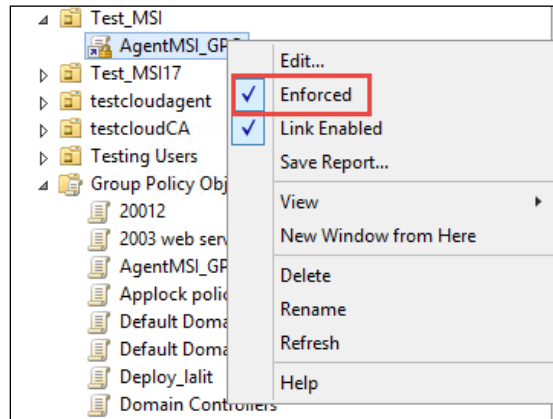 Test_MSI
AgentMSI_GP
Test_MSI17
testcloudagent
testcloudCA
Testing Users
Group Policy Obj
20012
2003 web serv
AgentMSI_GP
Applock polic
Default Doma
Default Doma
Deploy_lalit
Domain Controllers
Edit...
Enforced
Link Enabled
Save Report...
View
New Window from Here
Delete
Rename
Refresh
Help